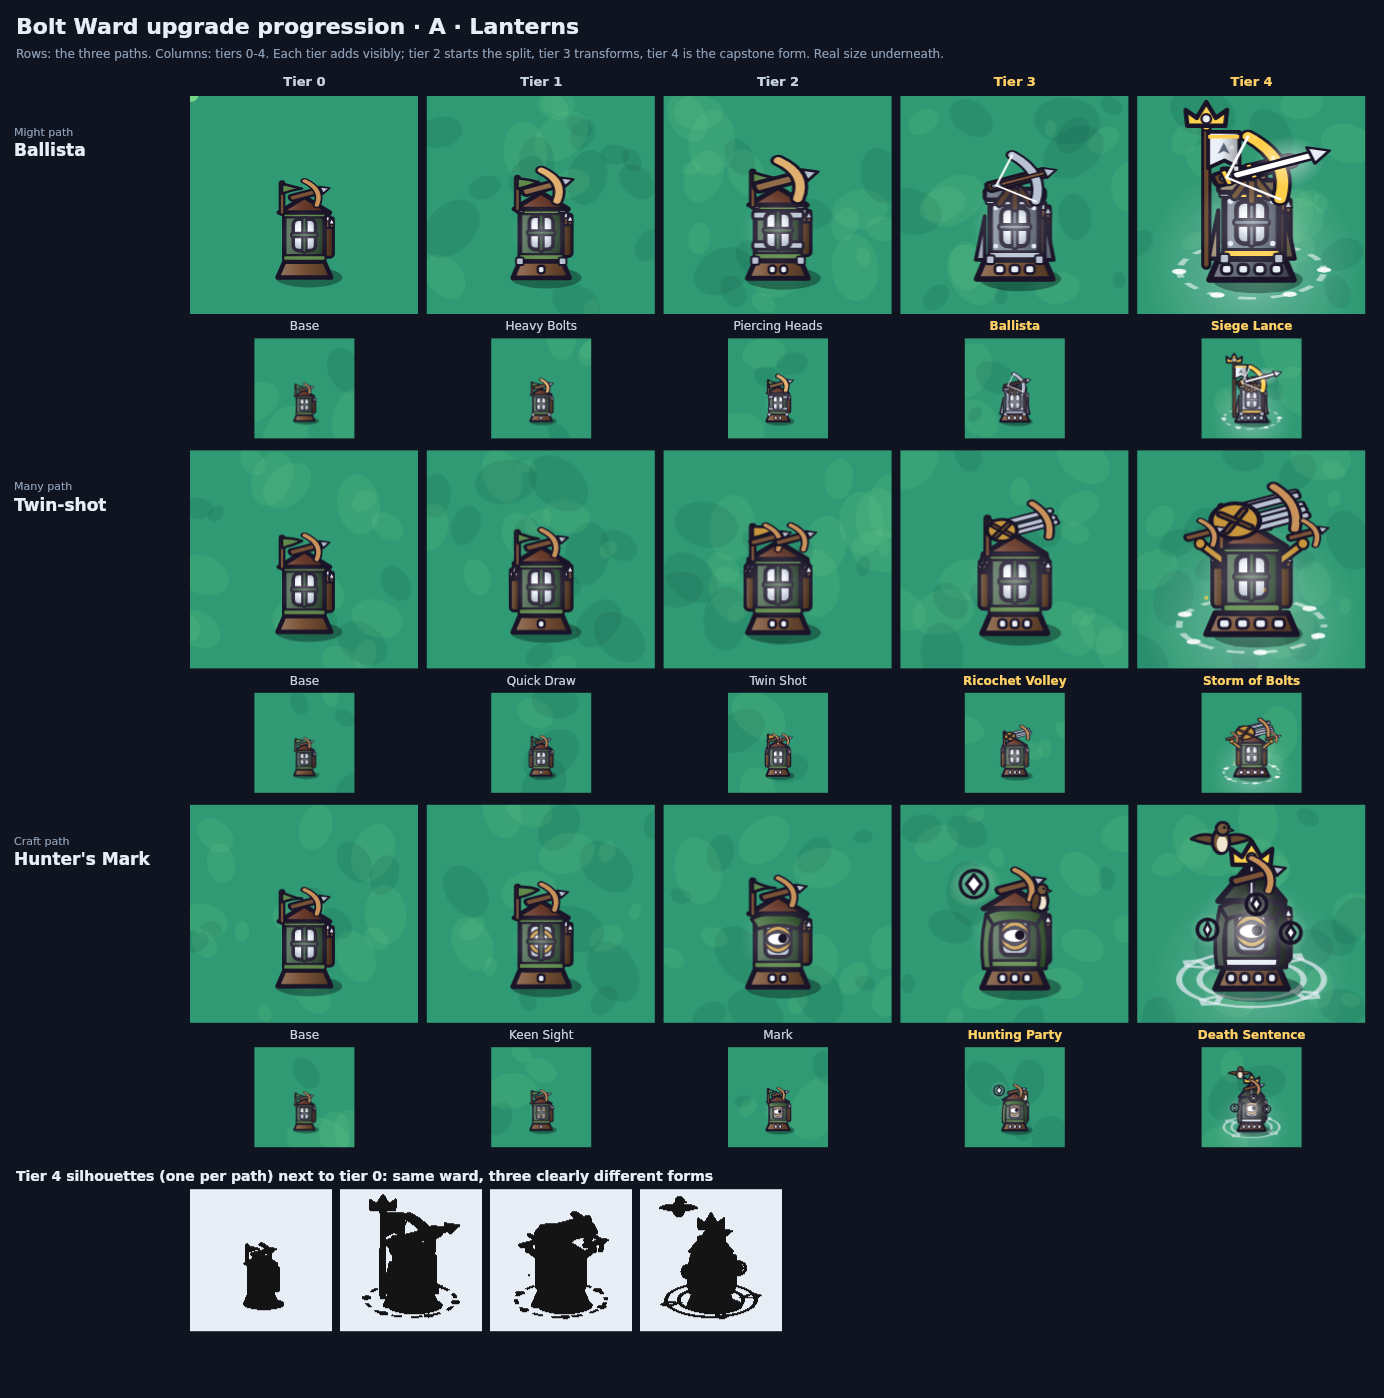 Bolt Ward upgrade progression · A · Lanterns
Rows: the three paths. Columns: tiers 0-4. Each tier adds visibly; tier 2 starts the split, tier 3 transforms, tier 4 is the capstone form. Real size underneath.
Tier 0 Tier 1 Tier 2 Tier 3 Tier 4
Might path
Ballista
Base Heavy Bolts Piercing Heads Ballista Siege Lance
Many path
Twin-shot
Base Quick Draw Twin Shot Ricochet Volley Storm of Bolts
Craft path
Hunter's Mark
Base Keen Sight Mark Hunting Party Death Sentence
Tier 4 silhouettes (one per path) next to tier 0: same ward, three clearly different forms